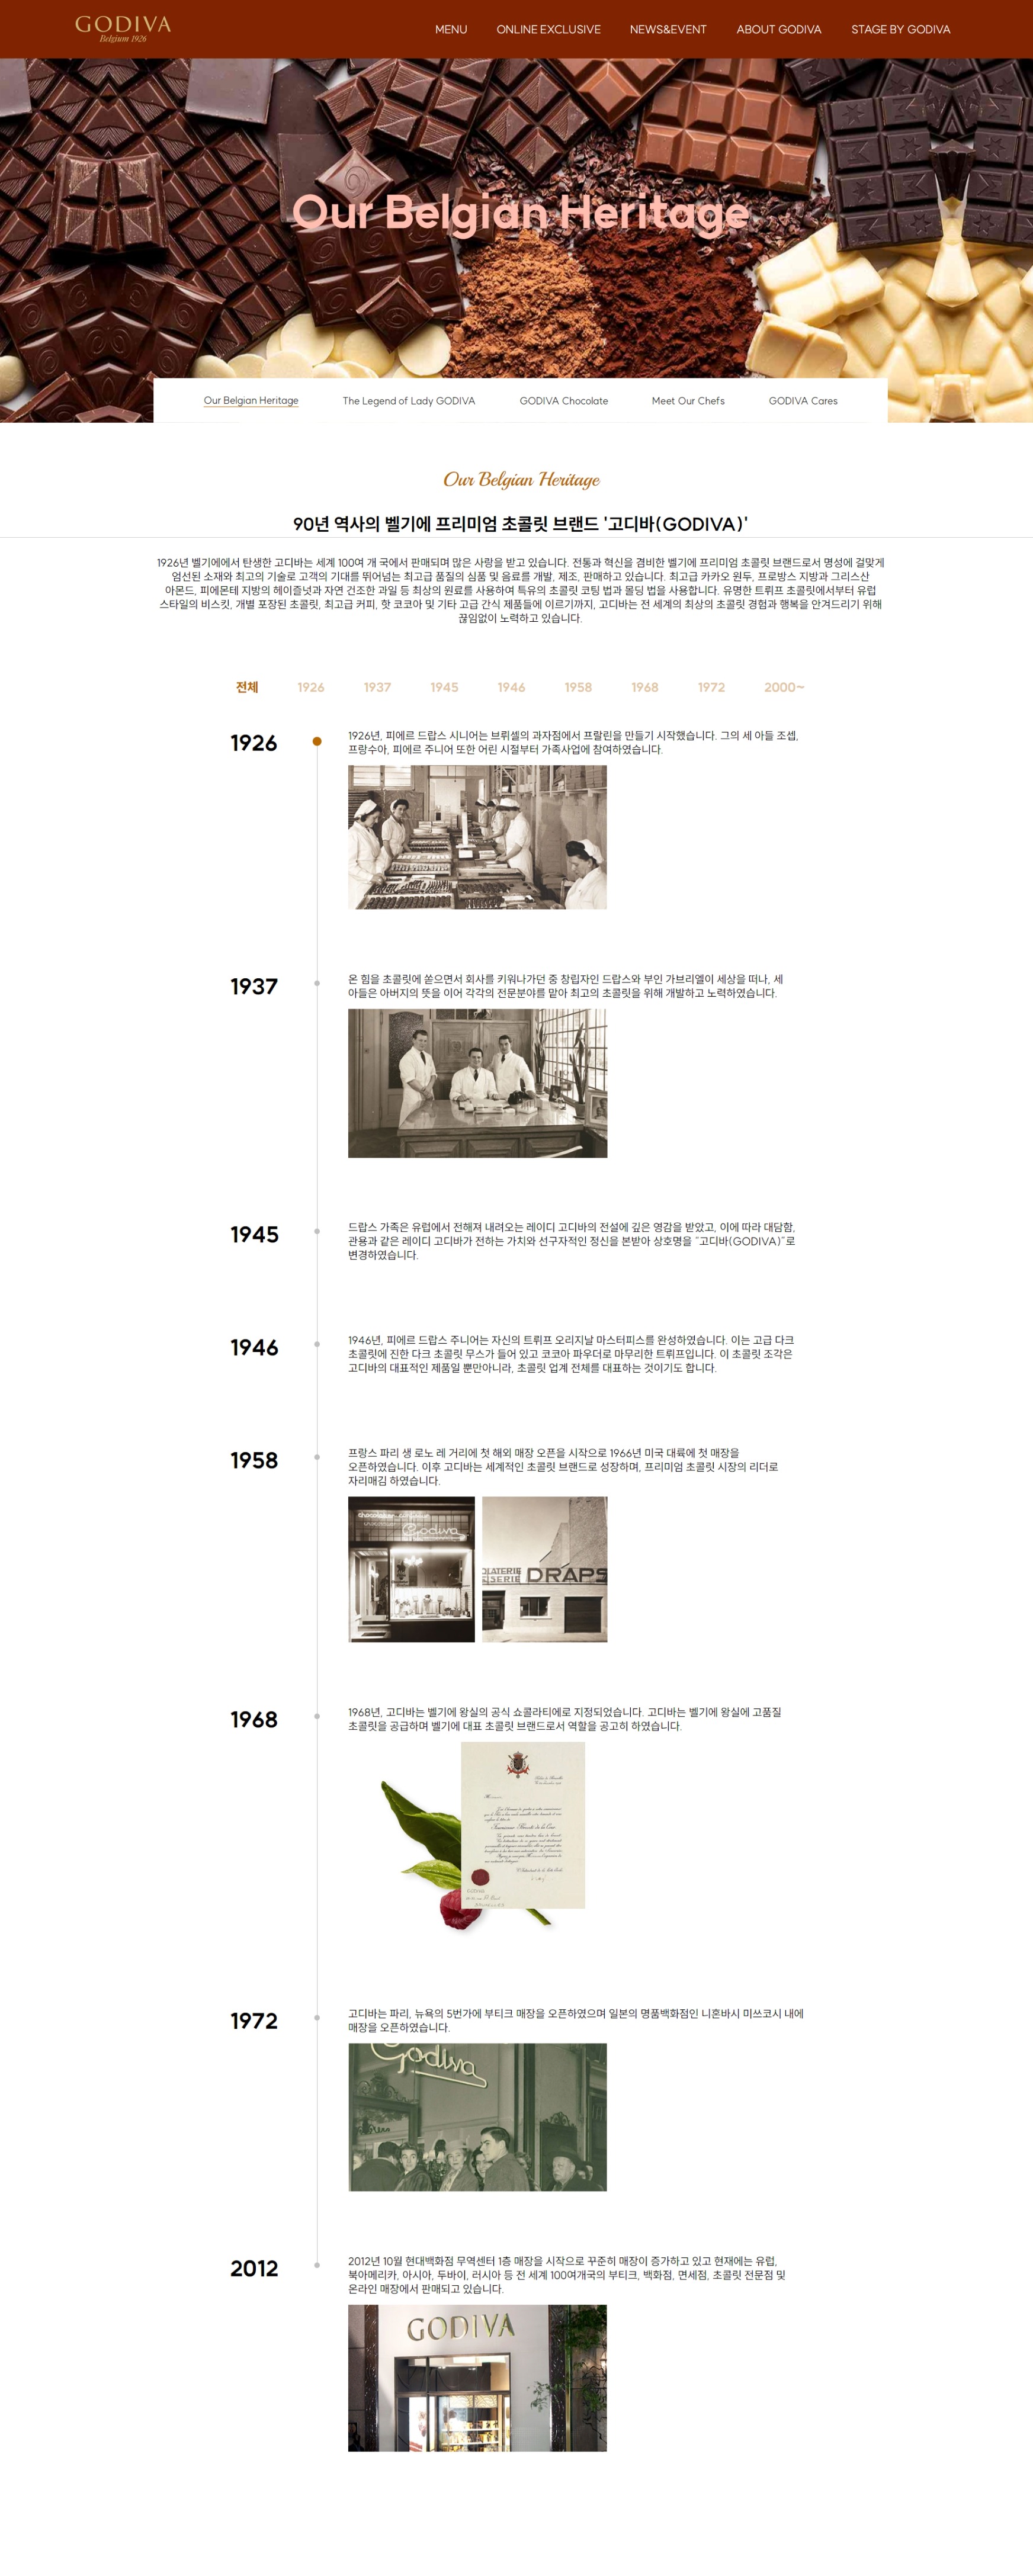 GODIVA
Belgium 1926
MENU
ONLINE EXCLUSIVE
NEWS&EVENT
ABOUT GODIVA
STAGE BY GODIVA
Our Belgian Heritage
Our Belgian Heritage
The Legend of Lady GODIVA
GODIVA Chocolate
Meet Our Chefs
GODIVA Cares
Our Belgian Heritage
90년 역사의 벨기에 프리미엄 초콜릿 브랜드 '고디바(GODIVA)'
1926년 벨기에에서 탄생한 고디바는 세계 100여 개 국에서 판매되며 많은 사랑을 받고 있습니다. 전통과 혁신을 겸비한 벨기에 프리미엄 초콜릿 브랜드로서 명성에 걸맞게
엄선된 소재와 최고의 기술로 고객의 기대를 뛰어넘는 최고급 품질의 심품 및 음료를 개발, 제조, 판매하고 있습니다. 최고급 카카오 원두, 프로방스 지방과 그리스산
아몬드, 피에몬테 지방의 헤이즐넛과 자연 건조한 과일 등 최상의 원료를 사용하여 특유의 초콜릿 코팅 법과 몰딩 법을 사용합니다. 유명한 트뤼프 초콜릿에서부터 유럽
스타일의 비스킷, 개별 포장된 초콜릿, 최고급 커피, 핫 코코아 및 기타 고급 간식 제품들에 이르기까지, 고디바는 전 세계의 최상의 초콜릿 경험과 행복을 안겨드리기 위해
끊임없이 노력하고 있습니다.
전체
1926
1937
1945
1946
1958
1968
1972
2000~
1926
1926년, 피에르 드랍스 시니어는 브뤼셀의 과자점에서 프랄린을 만들기 시작했습니다. 그의 세 아들 조셉,
프랑수아, 피에르 주니어 또한 어린 시절부터 가족사업에 참여하였습니다.
1937
온 힘을 초콜릿에 쏟으면서 회사를 키워나가던 중 창립자인 드랍스와 부인 가브리엘이 세상을 떠나, 세
아들은 아버지의 뜻을 이어 각각의 전문분야를 맡아 최고의 초콜릿을 위해 개발하고 노력하였습니다.
1945
드랍스 가족은 유럽에서 전해져 내려오는 레이디 고디바의 전설에 깊은 영감을 받았고, 이에 따라 대담함,
관용과 같은 레이디 고디바가 전하는 가치와 선구자적인 정신을 본받아 상호명을 "고디바(GODIVA)"로
변경하였습니다.
1946
1946년, 피에르 드랍스 주니어는 자신의 트뤼프 오리지날 마스터피스를 완성하였습니다. 이는 고급 다크
초콜릿에 진한 다크 초콜릿 무스가 들어 있고 코코아 파우더로 마무리한 트뤼프입니다. 이 초콜릿 조각은
고디바의 대표적인 제품일 뿐만아니라, 초콜릿 업계 전체를 대표하는 것이기도 합니다.
1958
프랑스 파리 생 로노 레 거리에 첫 해외 매장 오픈을 시작으로 1966년 미국 대륙에 첫 매장을
오픈하였습니다. 이후 고디바는 세계적인 초콜릿 브랜드로 성장하며, 프리미엄 초콜릿 시장의 리더로
자리매김 하였습니다.
Godiva
DRAPS
1968
1968년, 고디바는 벨기에 왕실의 공식 쇼콜라티에로 지정되었습니다. 고디바는 벨기에 왕실에 고품질
초콜릿을 공급하며 벨기에 대표 초콜릿 브랜드로서 역할을 공고히 하였습니다.
1972
고디바는 파리, 뉴욕의 5번가에 부티크 매장을 오픈하였으며 일본의 명품백화점인 니혼바시 미쓰코시 내에
매장을 오픈하였습니다.
Godiva
2012
2012년 10월 현대백화점 무역센터 1층 매장을 시작으로 꾸준히 매장이 증가하고 있고 현재에는 유럽,
북아메리카, 아시아, 두바이, 러시아 등 전 세계 100여개국의 부티크, 백화점, 면세점, 초콜릿 전문점 및
온라인 매장에서 판매되고 있습니다.
GODIVA